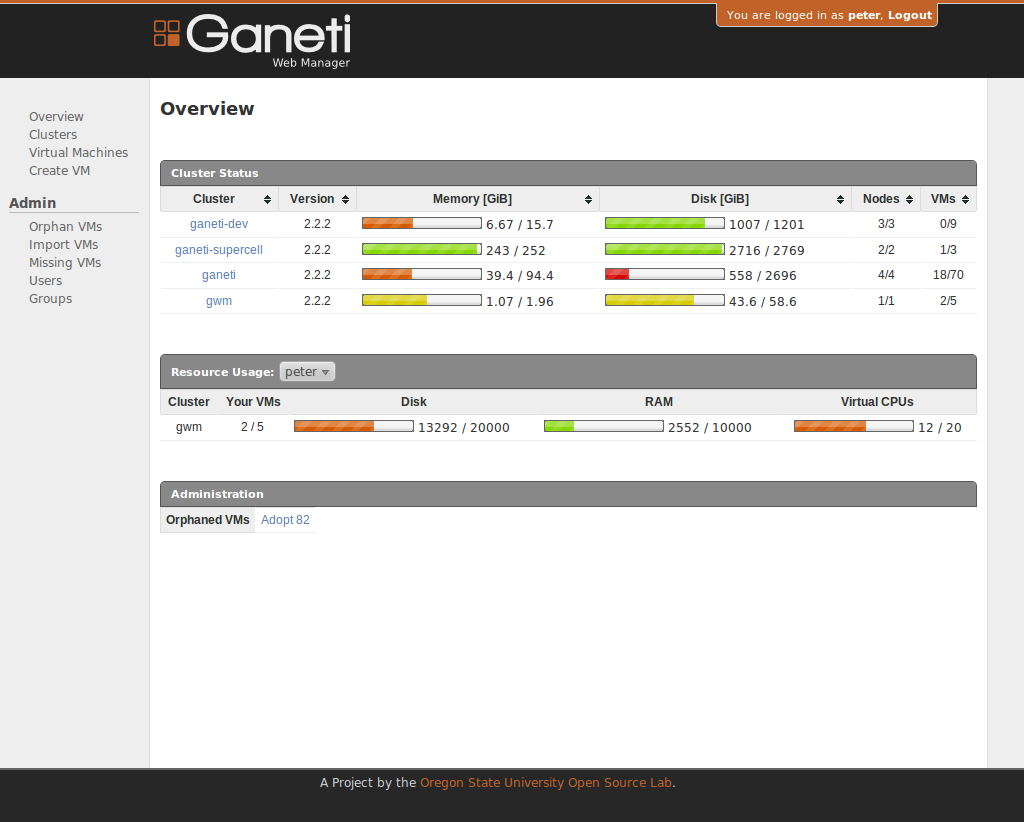 You are logged in as peter, Logout
Ganeti
Web Manager
Overview
Clusters
Virtual Machines
Create VM
Admin
Orphan VMs
Import VMs
Missing VMs
Users
Groups
Overview
Cluster Status
Cluster Version Memory [GiB] Disk [GiB] Nodes VMs
ganeti-dev 2.2.2 6.67 / 15.7 1007 / 1201 3/3 0/9
ganeti-supercell 2.2.2 243 / 252 2716 / 2769 2/2 1/3
ganeti 2.2.2 39.4 / 94.4 558 / 2696 4/4 18/70
gwm 2.2.2 1.07 / 1.96 43.6 / 58.6 1/1 2/5
Resource Usage: peter
Cluster Your VMs Disk RAM Virtual CPUs
gwm 2 / 5 13292 / 20000 2552 / 10000 12 / 20
Administration
Orphaned VMs Adopt 82
A Project by the Oregon State University Open Source Lab.